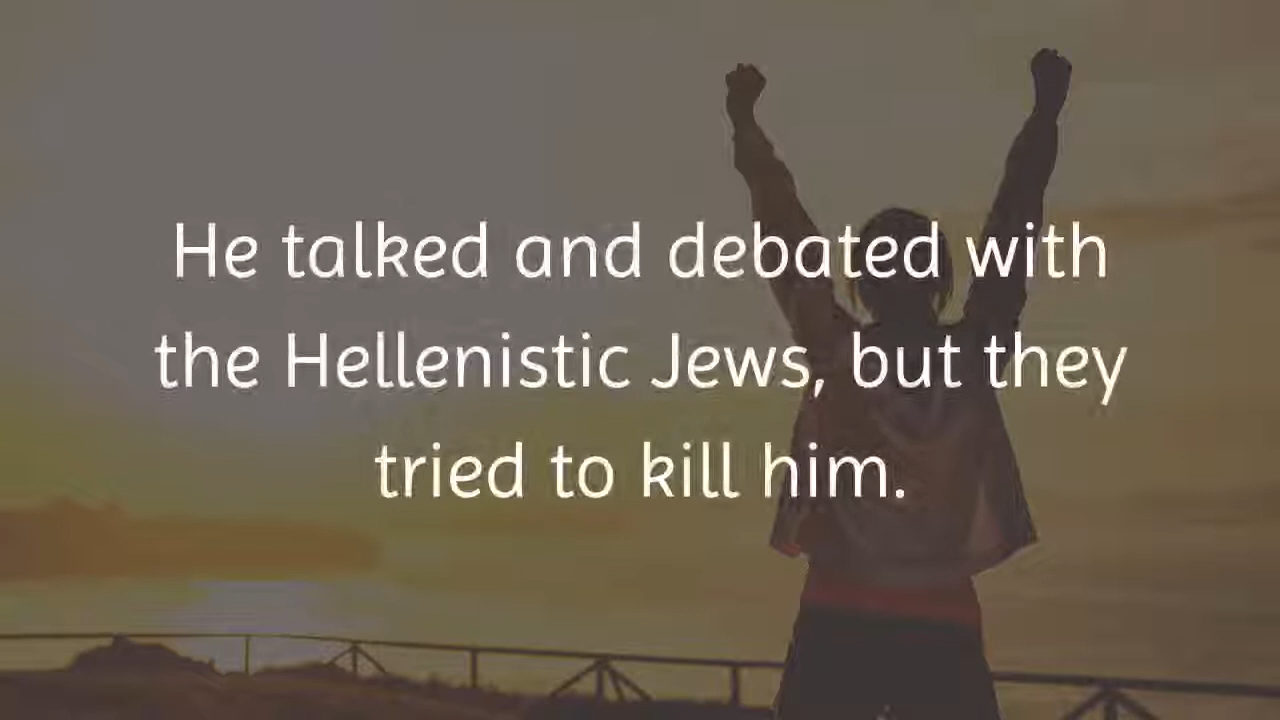 He talked and debated with
the Hellenistic Jews, but they
tried to kill him.